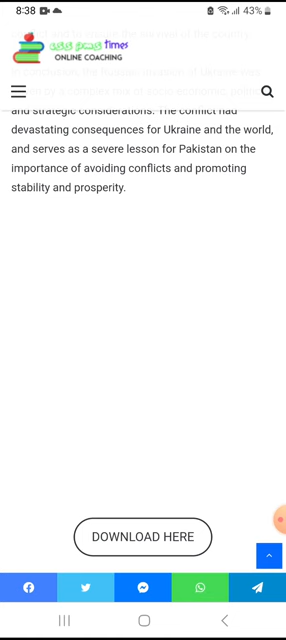 8:38
43%
times
ONLINE COACHING
and strategic considerations. The conflict had
devastating consequences for Ukraine and the world,
and serves as a severe lesson for Pakistan on the
importance of avoiding conflicts and promoting
stability and prosperity.
DOWNLOAD HERE